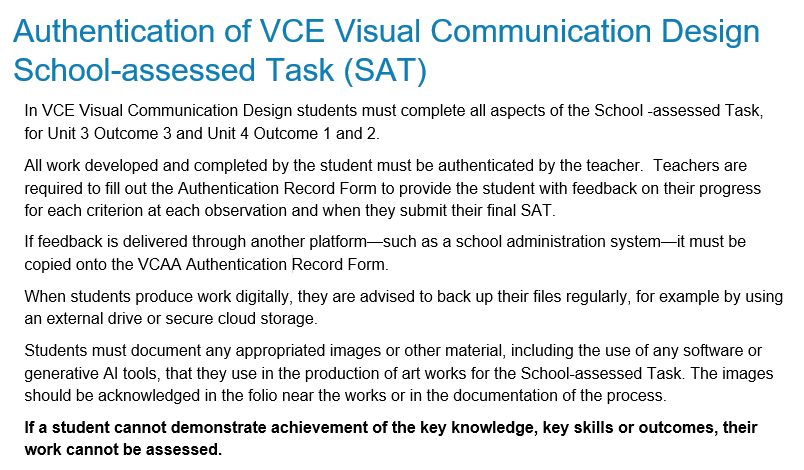 Authentication of VCE Visual Communication Design
School-assessed Task (SAT)
In VCE Visual Communication Design students must complete all aspects of the School -assessed Task,
for Unit 3 Outcome 3 and Unit 4 Outcome 1 and 2.
All work developed and completed by the student must be authenticated by the teacher.  Teachers are
required to fill out the Authentication Record Form to provide the student with feedback on their progress
for each criterion at each observation and when they submit their final SAT.
If feedback is delivered through another platform—such as a school administration system—it must be
copied onto the VCAA Authentication Record Form.
When students produce work digitally, they are advised to back up their files regularly, for example by using
an external drive or secure cloud storage.
Students must document any appropriated images or other material, including the use of any software or
generative AI tools, that they use in the production of art works for the School-assessed Task. The images
should be acknowledged in the folio near the works or in the documentation of the process.
If a student cannot demonstrate achievement of the key knowledge, key skills or outcomes, their
work cannot be assessed.